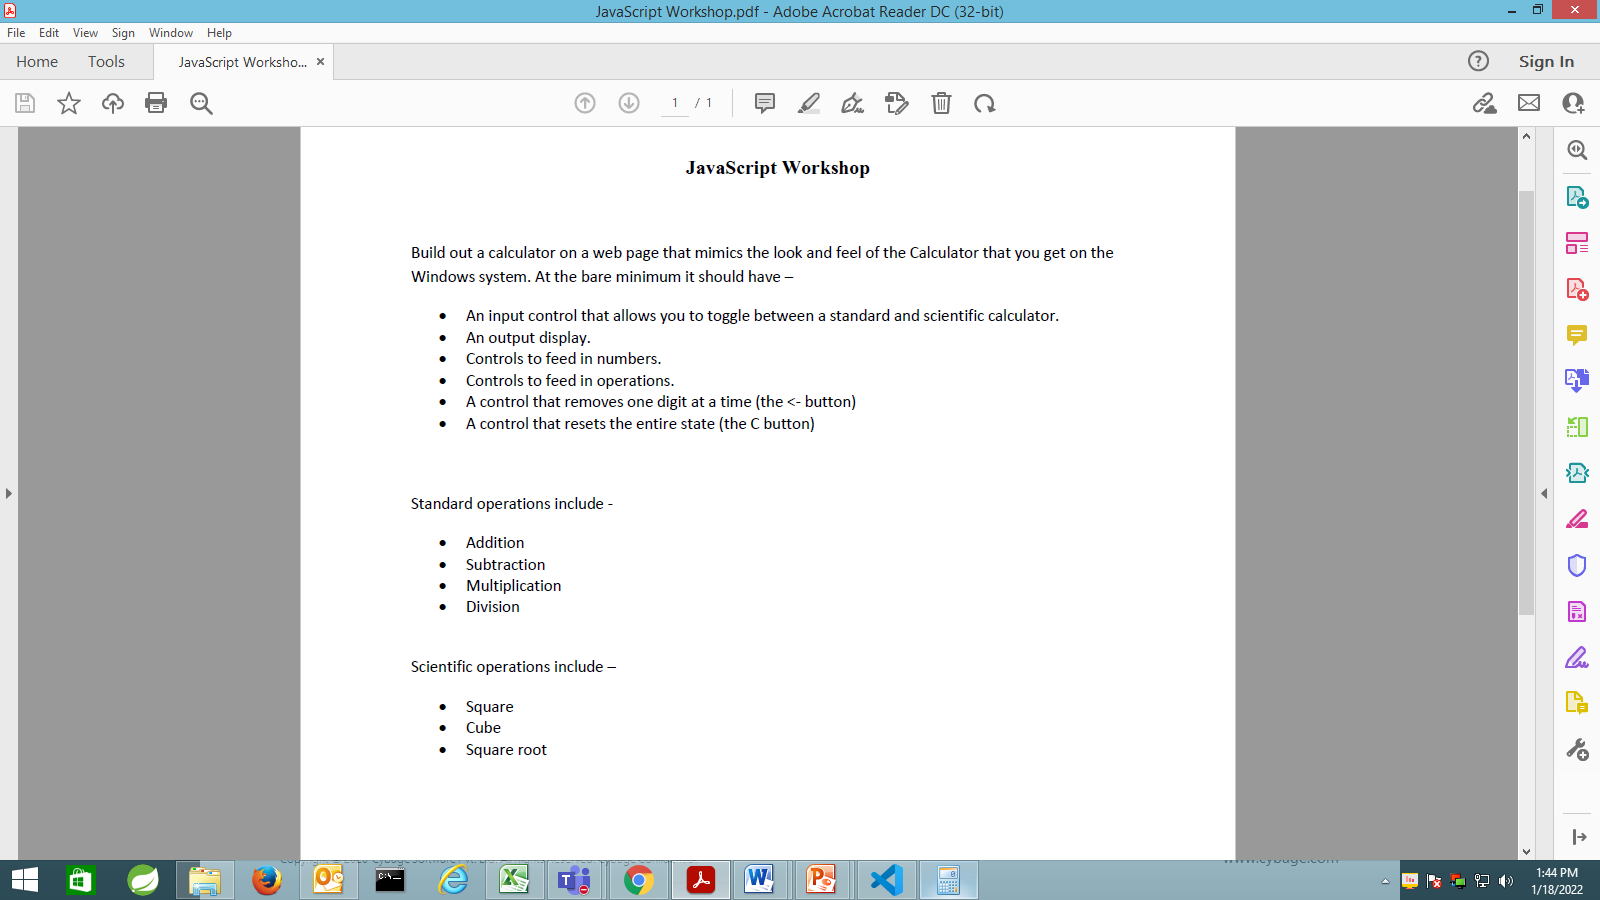 JavaScript Workshop.pdf - Adobe Acrobat Reader DC (32-bit)
File Edit View Sign Window Help
Home Tools JavaScript Worksho... × Sign In
1 / 1
JavaScript Workshop
Build out a calculator on a web page that mimics the look and feel of the Calculator that you get on the
Windows system. At the bare minimum it should have –
• An input control that allows you to toggle between a standard and scientific calculator.
• An output display.
• Controls to feed in numbers.
• Controls to feed in operations.
• A control that removes one digit at a time (the <- button)
• A control that resets the entire state (the C button)
Standard operations include -
• Addition
• Subtraction
• Multiplication
• Division
Scientific operations include –
• Square
• Cube
• Square root
www.cybage.com
1:44 PM
1/18/2022